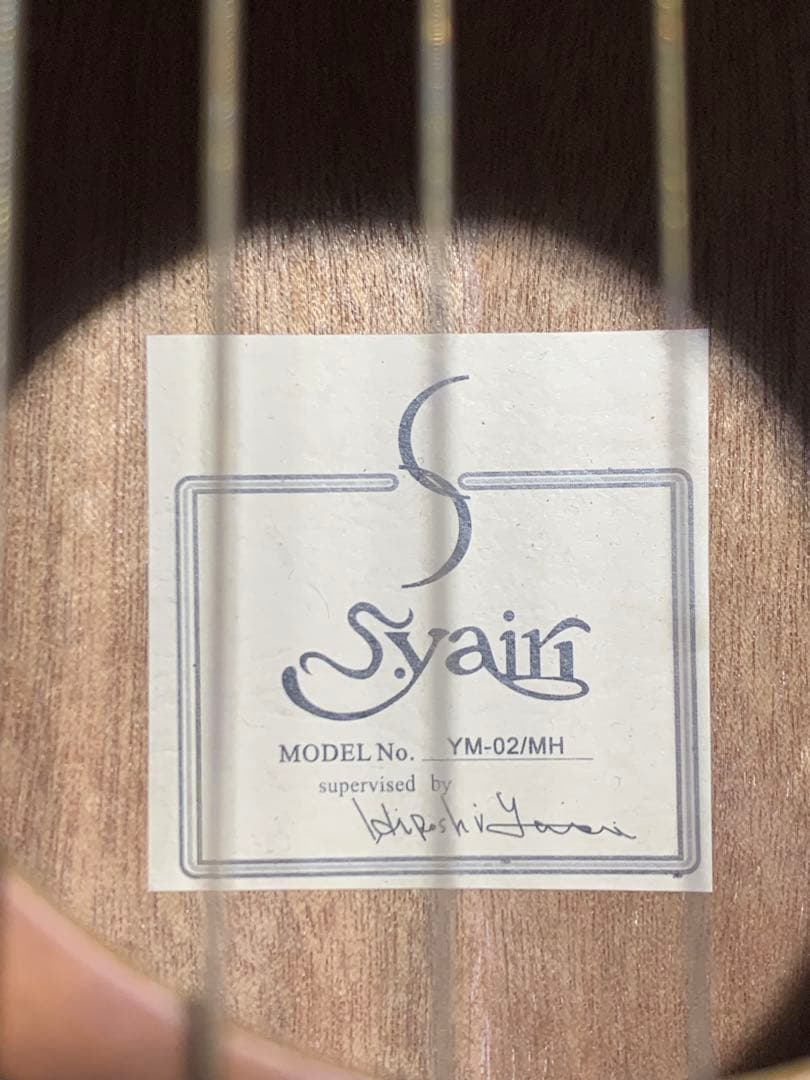 S
S.yairi
MODEL No. YM-02/MH
supervised by
Hiroshi Yairi